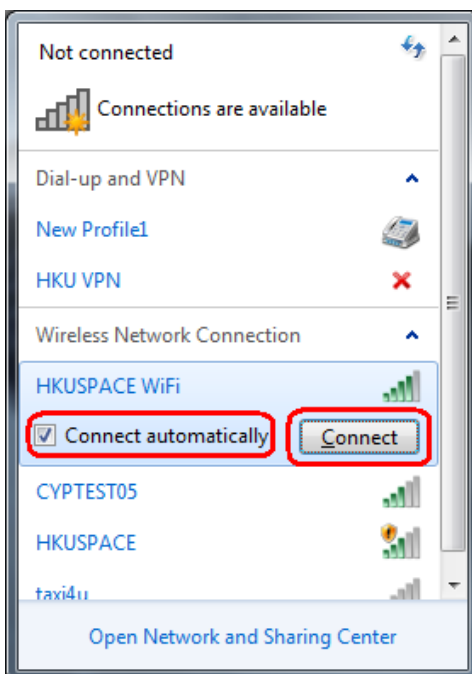 Not connected
Connections are available
Dial-up and VPN
New Profile1
HKU VPN
Wireless Network Connection
HKUSPACE WiFi
Connect automatically
Connect
CYPTEST05
HKUSPACE
taxi4u
Open Network and Sharing Center